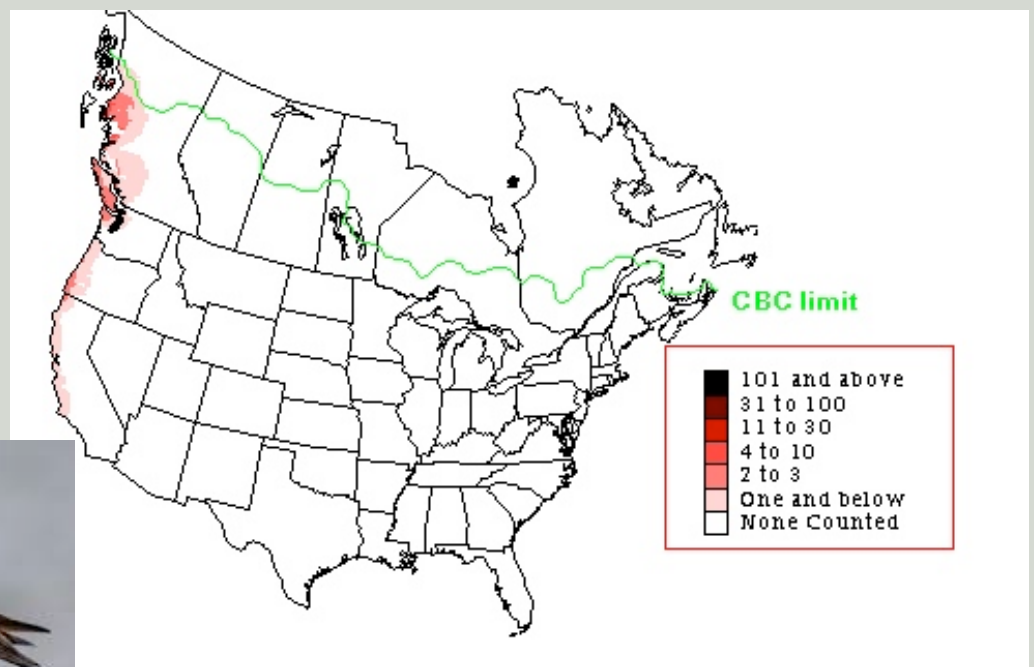 CBC limit
101 and above
31 to 100
11 to 30
4 to 10
2 to 3
One and below
None Counted